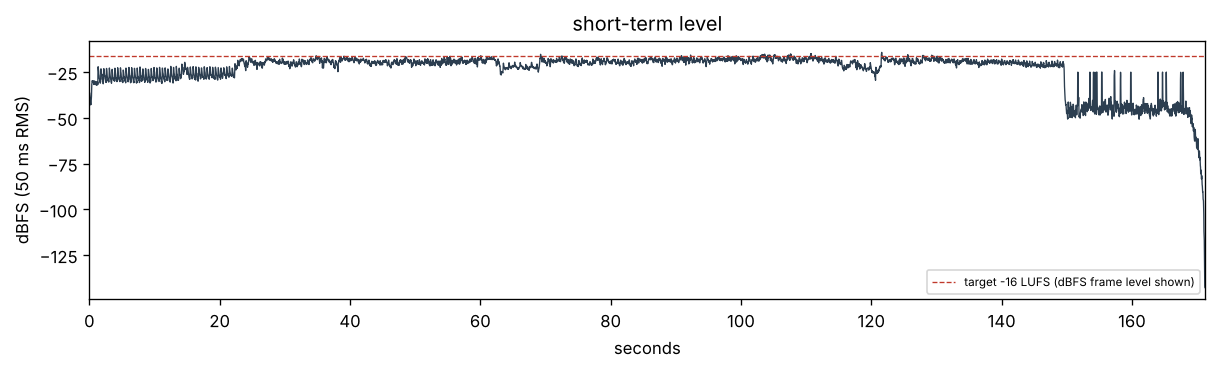 short-term level
dBFS (50 ms RMS)
−25
−50
−75
−100
−125
target -16 LUFS (dBFS frame level shown)
0 20 40 60 80 100 120 140 160
seconds